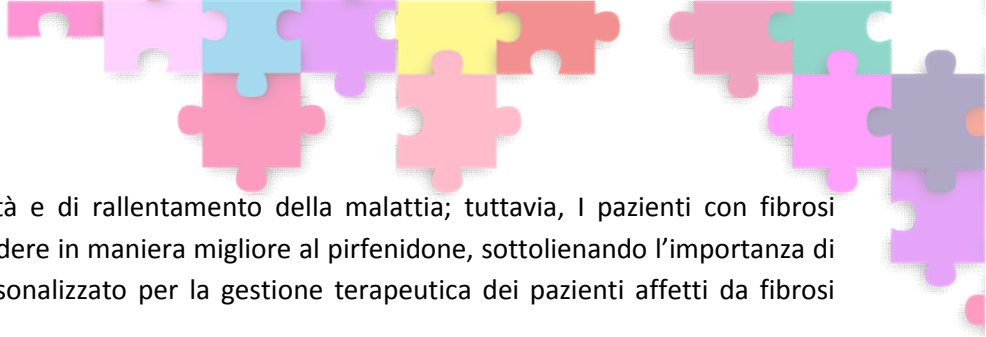 tà e di rallentamento della malattia; tuttavia, I pazienti con fibrosi
dere in maniera migliore al pirfenidone, sottolienando l’importanza di
sonalizzato per la gestione terapeutica dei pazienti affetti da fibrosi